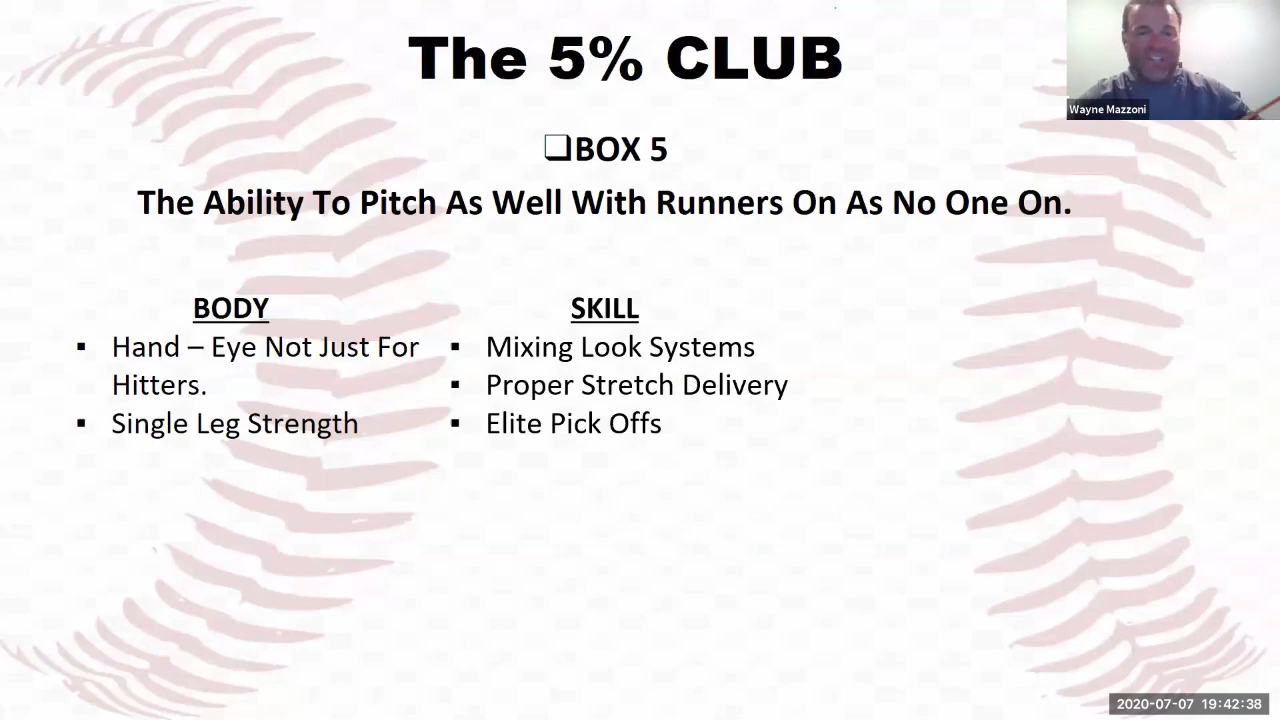 The 5% CLUB
Wayne Mazzoni
❑BOX 5
The Ability To Pitch As Well With Runners On As No One On.
BODY
▪ Hand – Eye Not Just For
Hitters.
▪ Single Leg Strength
SKILL
▪ Mixing Look Systems
▪ Proper Stretch Delivery
▪ Elite Pick Offs
2020-07-07 19:42:38